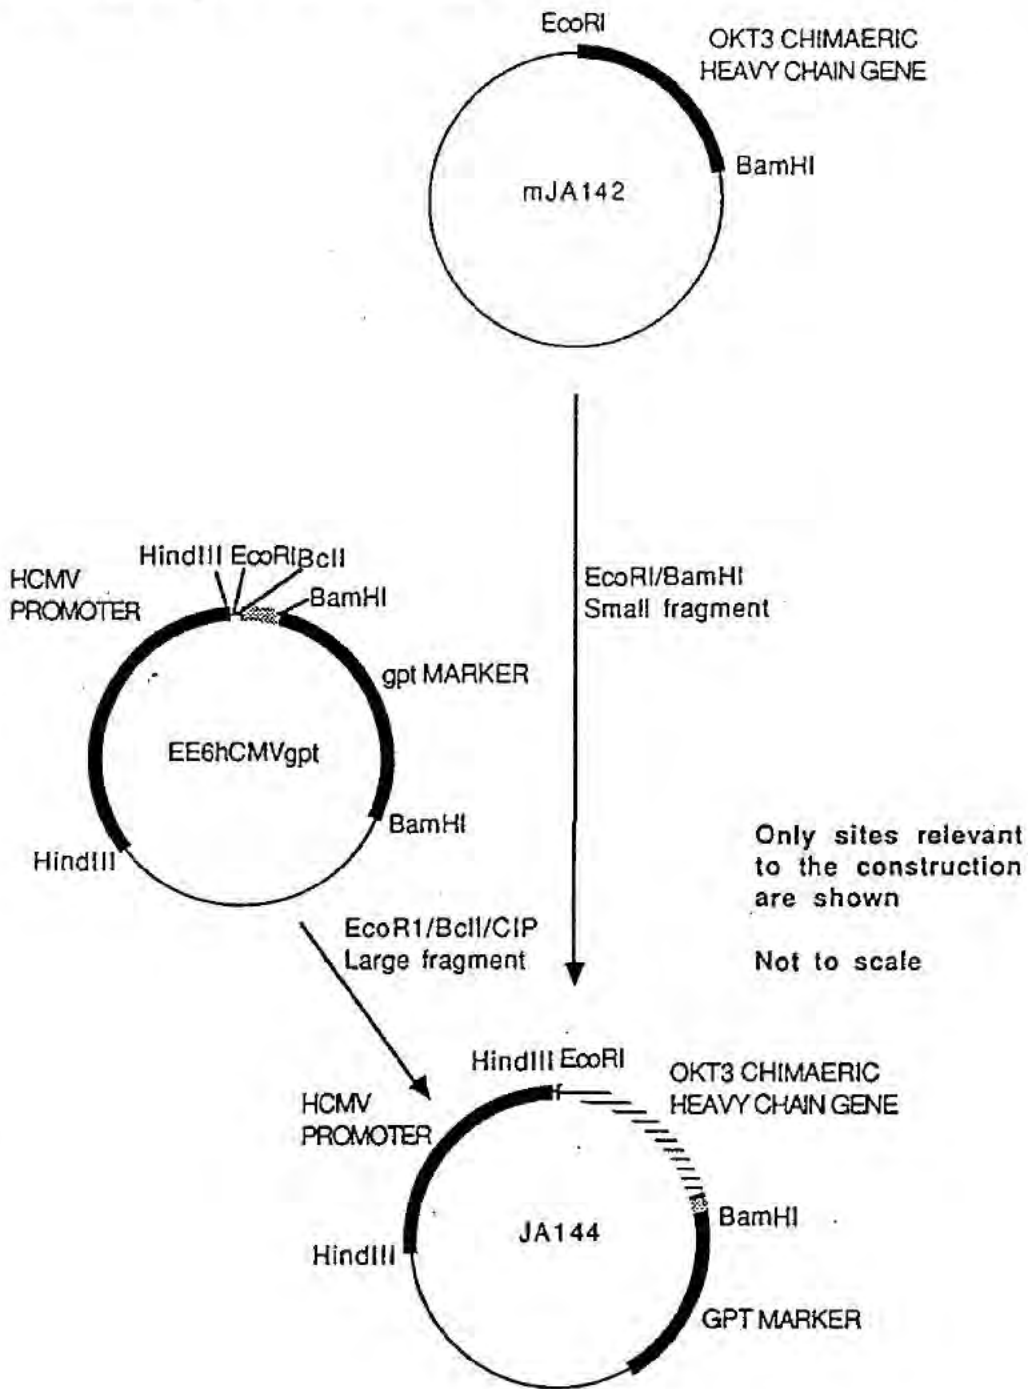 EcoRI
OKT3 CHIMAERIC
HEAVY CHAIN GENE
BamHI
mJA142
EcoRI/BamHI
Small fragment
HindIII EcoRI BclI
BamHI
HCMV
PROMOTER
gpt MARKER
EE6hCMVgpt
BamHI
HindIII
Only sites relevant
to the construction
are shown
Not to scale
EcoR1/BclI/CIP
Large fragment
HindIII EcoRI
OKT3 CHIMAERIC
HEAVY CHAIN GENE
HCMV
PROMOTER
BamHI
JA144
HindIII
GPT MARKER